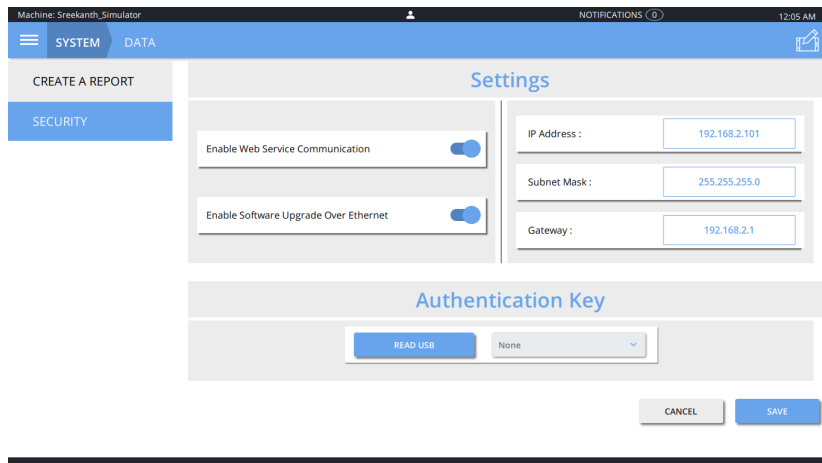 Machine: Sreekanth_Simulator
NOTIFICATIONS 0
12:05 AM
SYSTEM
DATA
CREATE A REPORT
SECURITY
Settings
Enable Web Service Communication
Enable Software Upgrade Over Ethernet
IP Address : 192.168.2.101
Subnet Mask : 255.255.255.0
Gateway : 192.168.2.1
Authentication Key
READ USB
None
CANCEL
SAVE